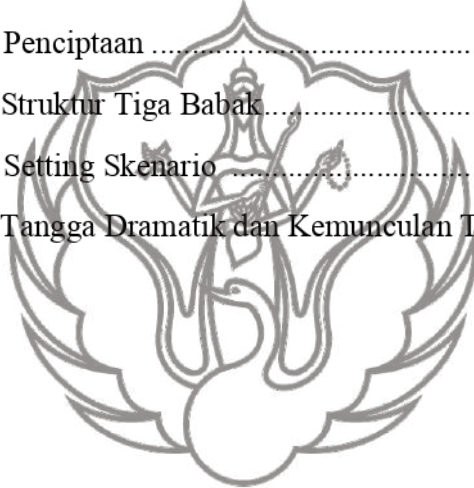 Penciptaan ........................................
Struktur Tiga Babak..........................
Setting Skenario ..............................
Tangga Dramatik dan Kemunculan